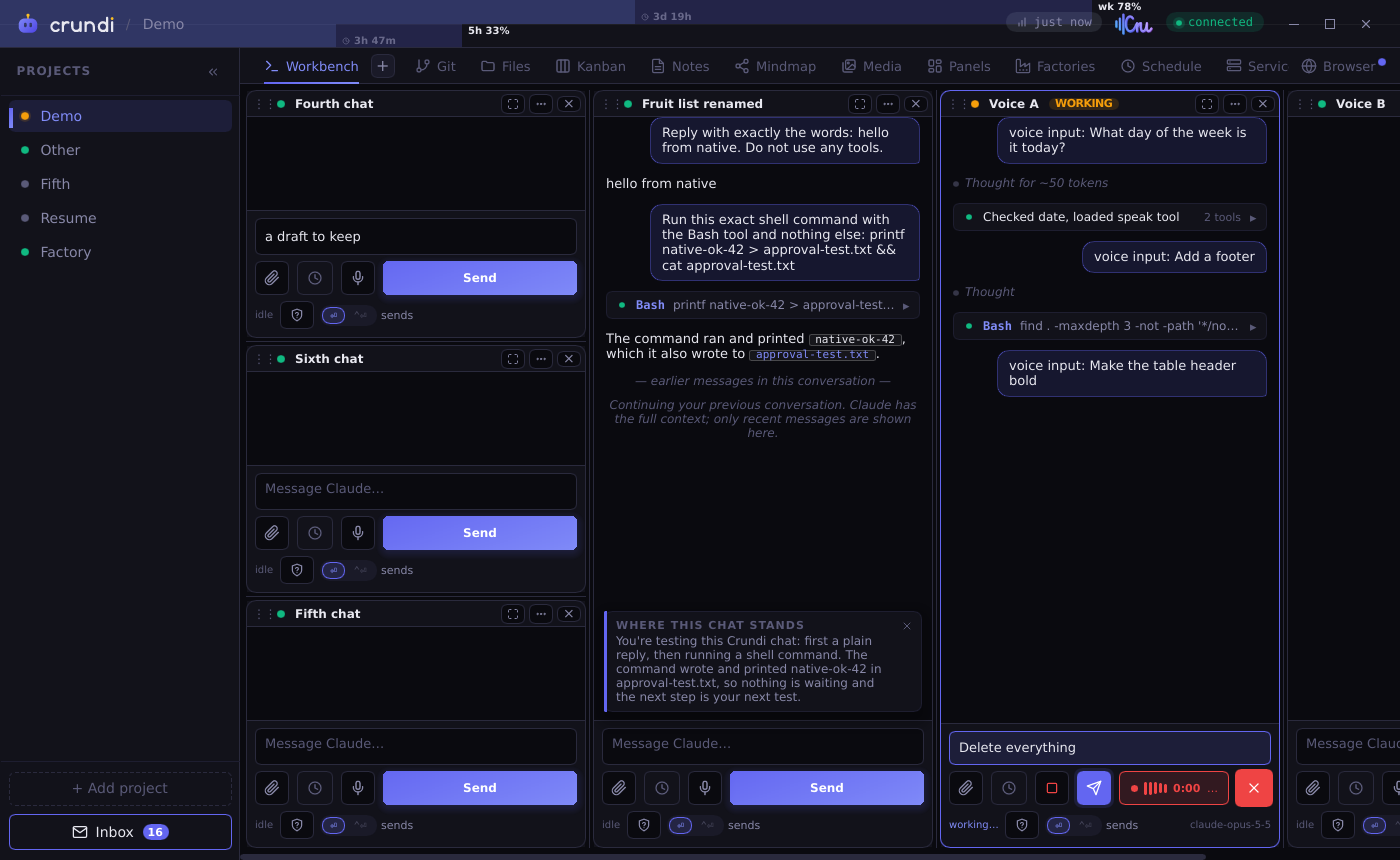 crundi / Demo
3d 19h
3h 47m
5h 33%
wk 78%
just now
Cru
connected
PROJECTS
Demo
Other
Fifth
Resume
Factory
+ Add project
Inbox 16
Workbench
Git
Files
Kanban
Notes
Mindmap
Media
Panels
Factories
Schedule
Servic
Browser
Fourth chat
a draft to keep
Send
idle
sends
Sixth chat
Message Claude…
Send
idle
sends
Fifth chat
Message Claude…
Send
idle
sends
Fruit list renamed
Reply with exactly the words: hello
from native. Do not use any tools.
hello from native
Run this exact shell command with
the Bash tool and nothing else: printf
native-ok-42 > approval-test.txt &&
cat approval-test.txt
Bash printf native-ok-42 > approval-test…
The command ran and printed native-ok-42,
which it also wrote to approval-test.txt.
— earlier messages in this conversation —
Continuing your previous conversation. Claude has
the full context; only recent messages are shown
here.
WHERE THIS CHAT STANDS
You're testing this Crundi chat: first a plain
reply, then running a shell command. The
command wrote and printed native-ok-42 in
approval-test.txt, so nothing is waiting and
the next step is your next test.
Message Claude…
Send
idle
sends
Voice A WORKING
voice input: What day of the week is
it today?
Thought for ~50 tokens
Checked date, loaded speak tool 2 tools
voice input: Add a footer
Thought
Bash find . -maxdepth 3 -not -path '*/no…
voice input: Make the table header
bold
Delete everything
0:00 …
working…
sends
claude-opus-5-5
Voice B
Message Clau
idle